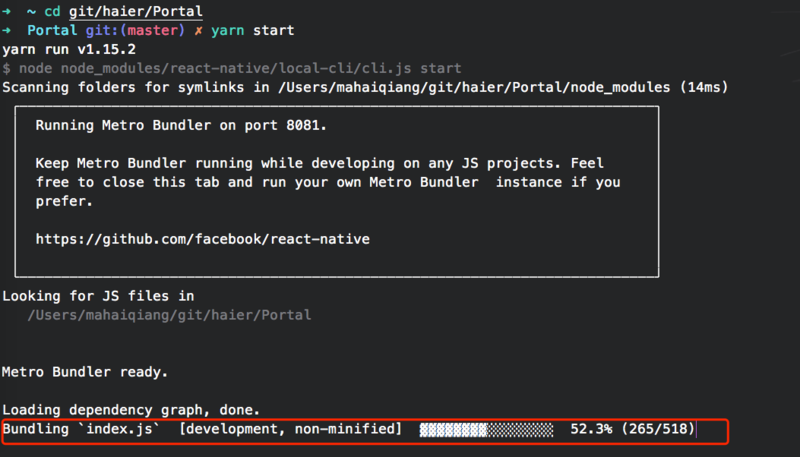 ➜ ~ cd git/haier/Portal
➜ Portal git:(master) ✗ yarn start
yarn run v1.15.2
$ node node_modules/react-native/local-cli/cli.js start
Scanning folders for symlinks in /Users/mahaiqiang/git/haier/Portal/node_modules (14ms)
Running Metro Bundler on port 8081.
Keep Metro Bundler running while developing on any JS projects. Feel
free to close this tab and run your own Metro Bundler instance if you
prefer.
https://github.com/facebook/react-native
Looking for JS files in
/Users/mahaiqiang/git/haier/Portal
Metro Bundler ready.
Loading dependency graph, done.
Bundling `index.js` [development, non-minified] ▓▓▓▓▓▓▓▓░░░░░░░░ 52.3% (265/518)